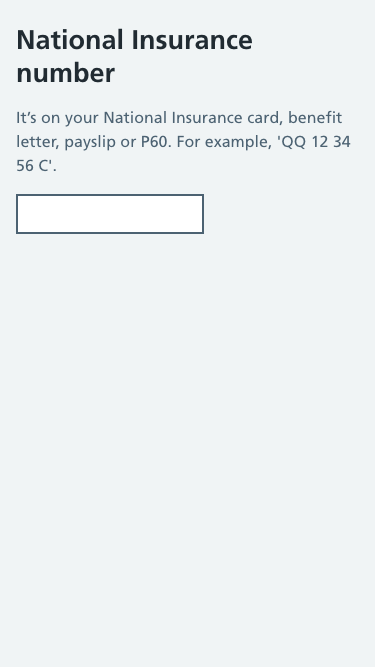 National Insurance
number
It’s on your National Insurance card, benefit
letter, payslip or P60. For example, 'QQ 12 34
56 C'.